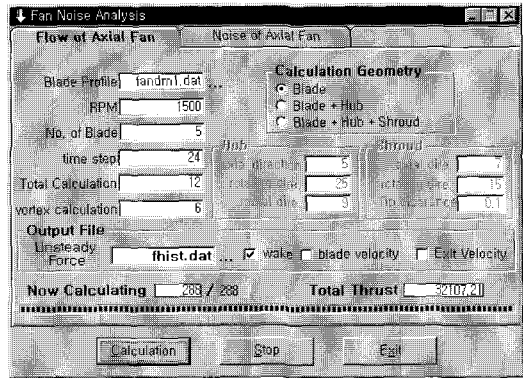 Fan Noise Analysis
Flow of Axial Fan
Noise of Axial Fan
Blade Profile fandm1.dat ...
RPM 1500
No. of Blade 5
time step 24
Total Calculation 12
vortex calculation 6
Calculation Geometry
Blade
Blade + Hub
Blade + Hub + Shroud
Hub
5
25
9
Shroud
7
15
0.1
Output File
Unsteady Force fhist.dat ... wake blade velocity Exit Velocity
Now Calculating 288 / 288 Total Thrust
Calculation Stop Exit